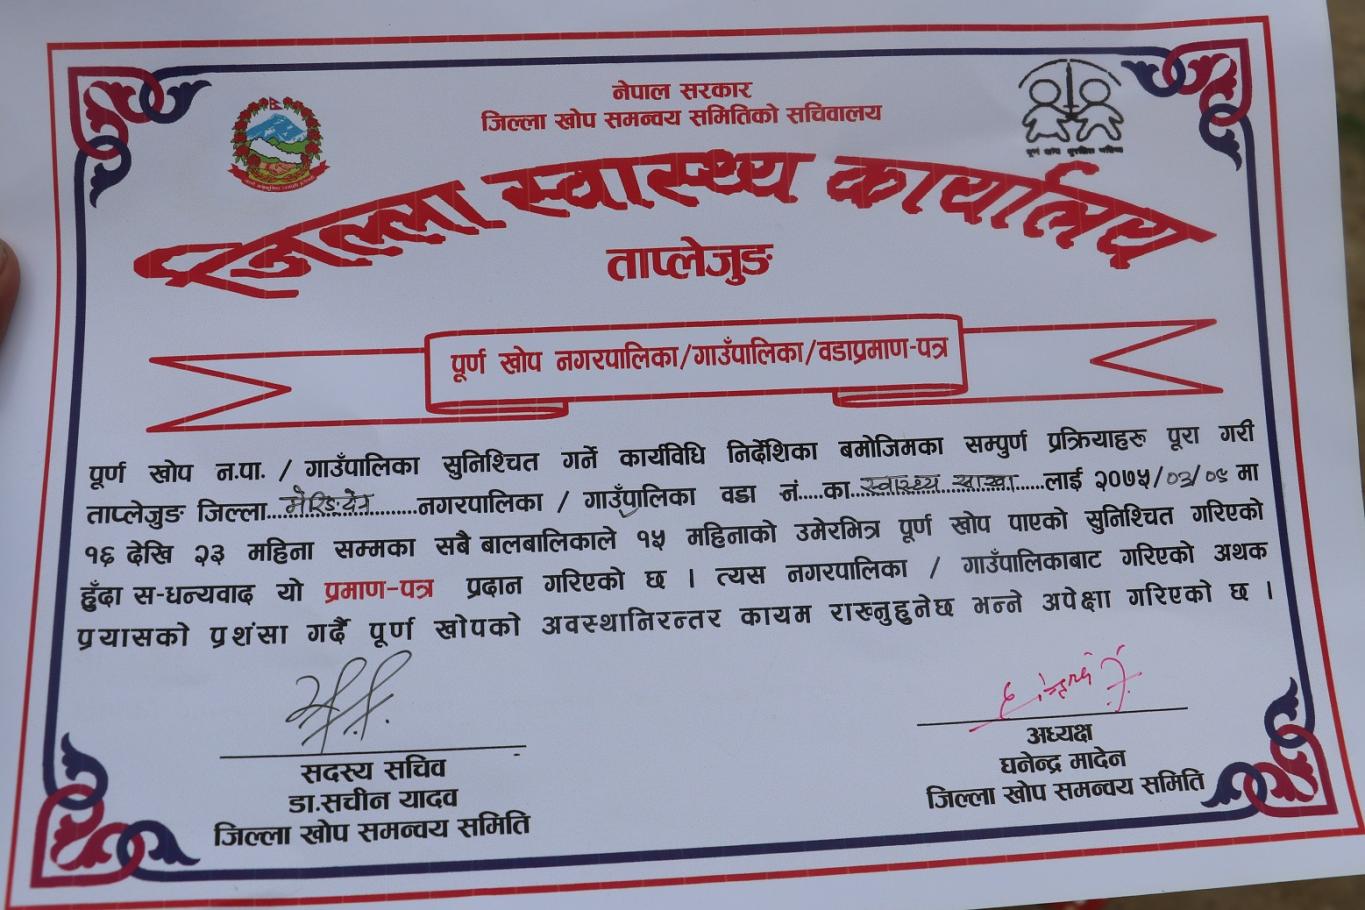 नेपाल सरकार
जिल्ला खोप समन्वय समितिको सचिवालय
पूर्ण खोप सुरक्षित भविष्य
जिल्ला स्वास्थ्य कार्यालय
ताप्लेजुङ
पूर्ण खोप नगरपालिका/गाउँपालिका/वडाप्रमाण-पत्र
पूर्ण खोप न.पा. / गाउँपालिका सुनिश्चित गर्ने कार्यविधि निर्देशिका बमोजिमका सम्पुर्ण प्रक्रियाहरु पूरा गरी
ताप्लेजुङ जिल्ला...मेरिङदेन.......नगरपालिका / गाउँपालिका वडा नं.....का..स्वास्थ्य शाखा.....लाई २०७५/०३/०९ मा
१६ देखि २३ महिना सम्मका सबै बालबालिकाले १५ महिनाको उमेरभित्र पूर्ण खोप पाएको सुनिश्चित गरिएको
हुँदा स-धन्यवाद यो प्रमाण-पत्र प्रदान गरिएको छ । त्यस नगरपालिका / गाउँपालिकाबाट गरिएको अथक
प्रयासको प्रशंसा गर्दै पूर्ण खोपको अवस्थानिरन्तर कायम राख्नुहुनेछ भन्ने अपेक्षा गरिएको छ ।
सदस्य सचिव
डा.सचीन यादव
जिल्ला खोप समन्वय समिति
अध्यक्ष
घनेन्द्र मादेन
जिल्ला खोप समन्वय समिति